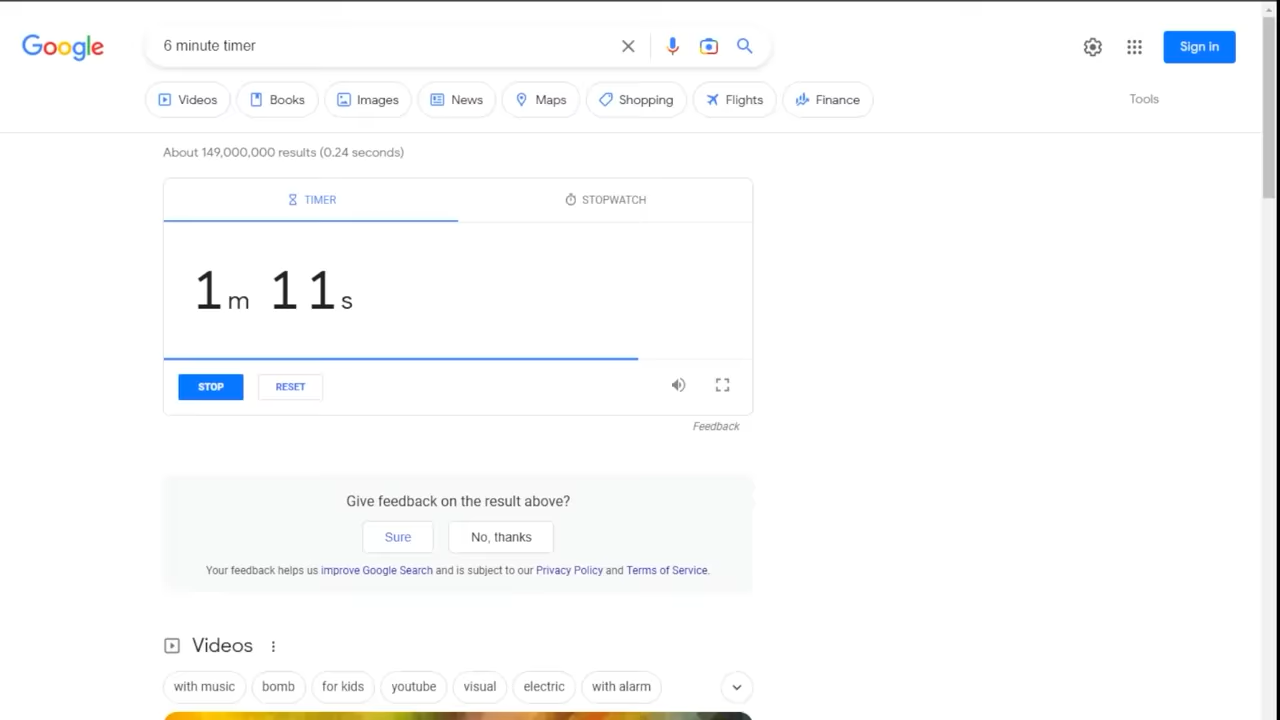 Google
6 minute timer
Sign in
Videos Books Images News Maps Shopping Flights Finance
Tools
About 149,000,000 results (0.24 seconds)
TIMER STOPWATCH
1m 11s
STOP RESET
Feedback
Give feedback on the result above?
Sure No, thanks
Your feedback helps us improve Google Search and is subject to our Privacy Policy and Terms of Service.
Videos
with music bomb for kids youtube visual electric with alarm